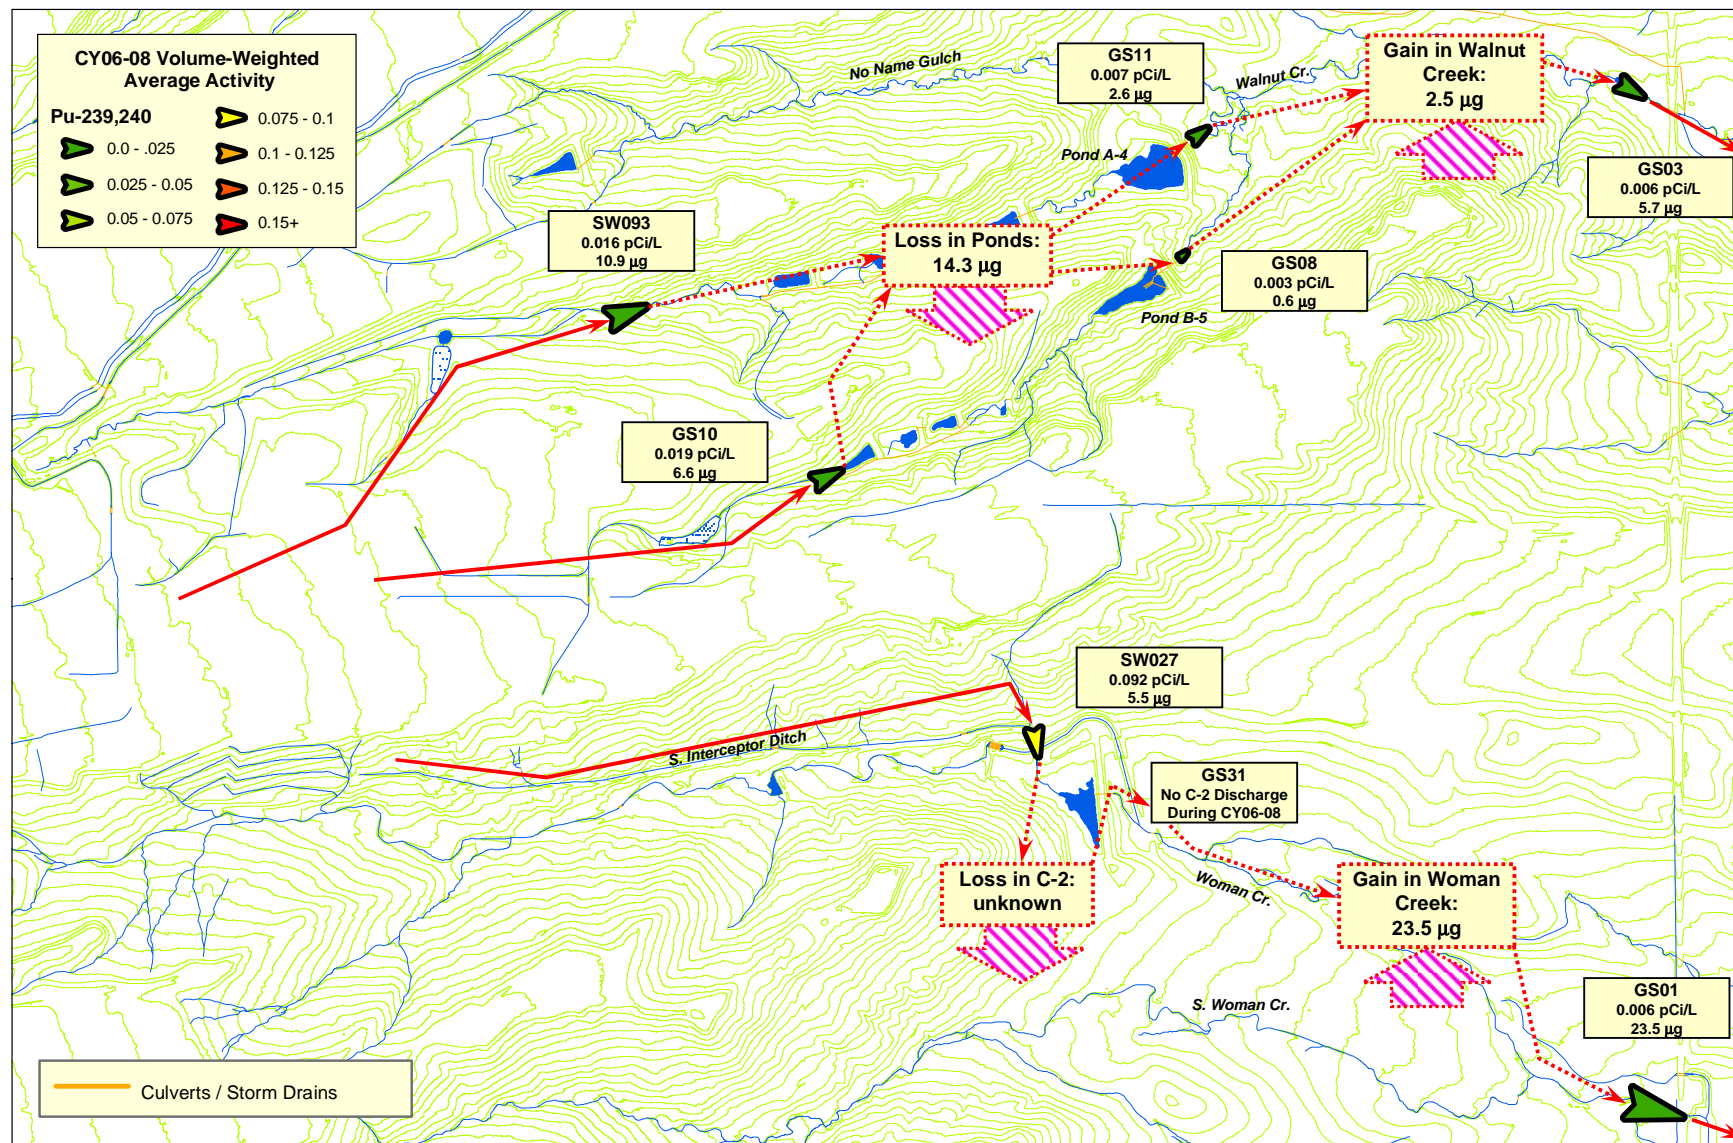 CY06-08 Volume-Weighted
Average Activity
Pu-239,240
0.0 - .025
0.025 - 0.05
0.05 - 0.075
0.075 - 0.1
0.1 - 0.125
0.125 - 0.15
0.15+
No Name Gulch
GS11
0.007 pCi/L
2.6 µg
Walnut Cr.
Gain in Walnut
Creek:
2.5 µg
GS03
0.006 pCi/L
5.7 µg
Pond A-4
SW093
0.016 pCi/L
10.9 µg
Loss in Ponds:
14.3 µg
GS08
0.003 pCi/L
0.6 µg
Pond B-5
GS10
0.019 pCi/L
6.6 µg
SW027
0.092 pCi/L
5.5 µg
S. Interceptor Ditch
GS31
No C-2 Discharge
During CY06-08
Loss in C-2:
unknown
Woman Cr.
Gain in Woman
Creek:
23.5 µg
S. Woman Cr.
GS01
0.006 pCi/L
23.5 µg
Culverts / Storm Drains